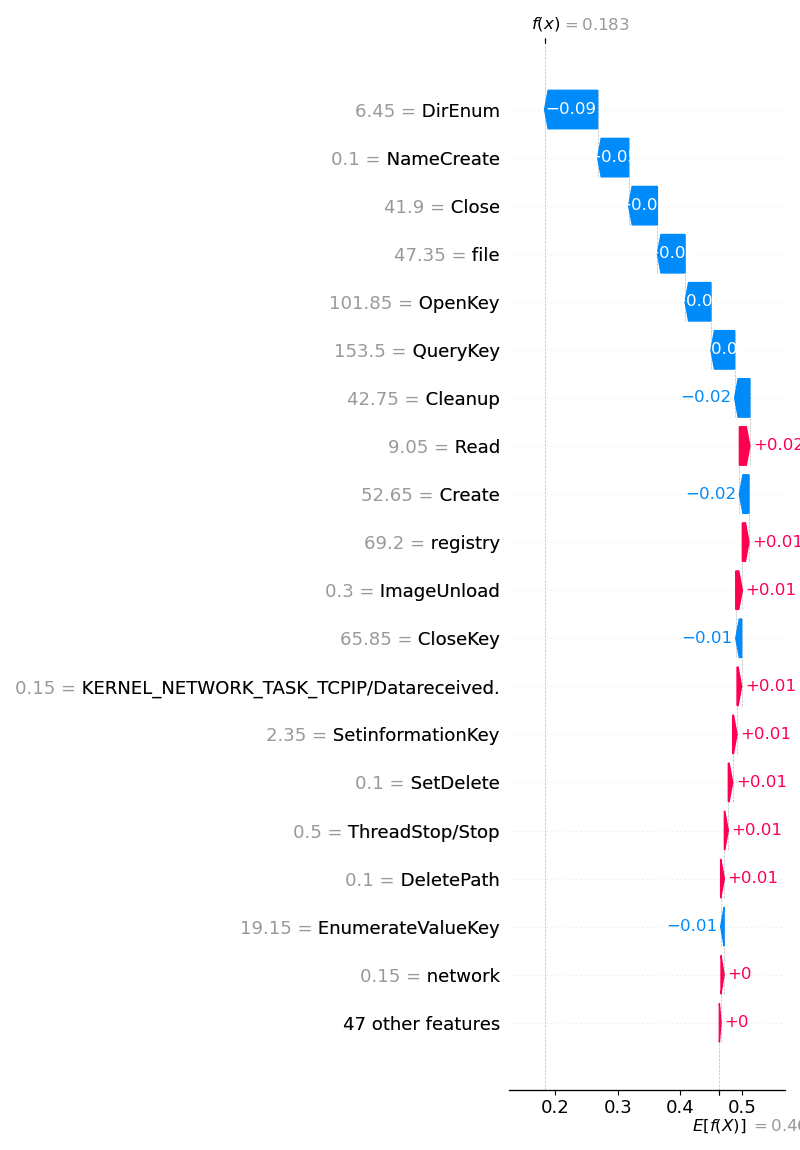 f(x) = 0.183
6.45 = DirEnum −0.09
0.1 = NameCreate
41.9 = Close
47.35 = file
101.85 = OpenKey
153.5 = QueryKey
42.75 = Cleanup −0.02
9.05 = Read +0.02
52.65 = Create −0.02
69.2 = registry +0.01
0.3 = ImageUnload +0.01
65.85 = CloseKey −0.01
0.15 = KERNEL_NETWORK_TASK_TCPIP/Datareceived. +0.01
2.35 = SetinformationKey +0.01
0.1 = SetDelete +0.01
0.5 = ThreadStop/Stop +0.01
0.1 = DeletePath +0.01
19.15 = EnumerateValueKey −0.01
0.15 = network +0
47 other features +0
0.2 0.3 0.4 0.5
E[f(X)] =